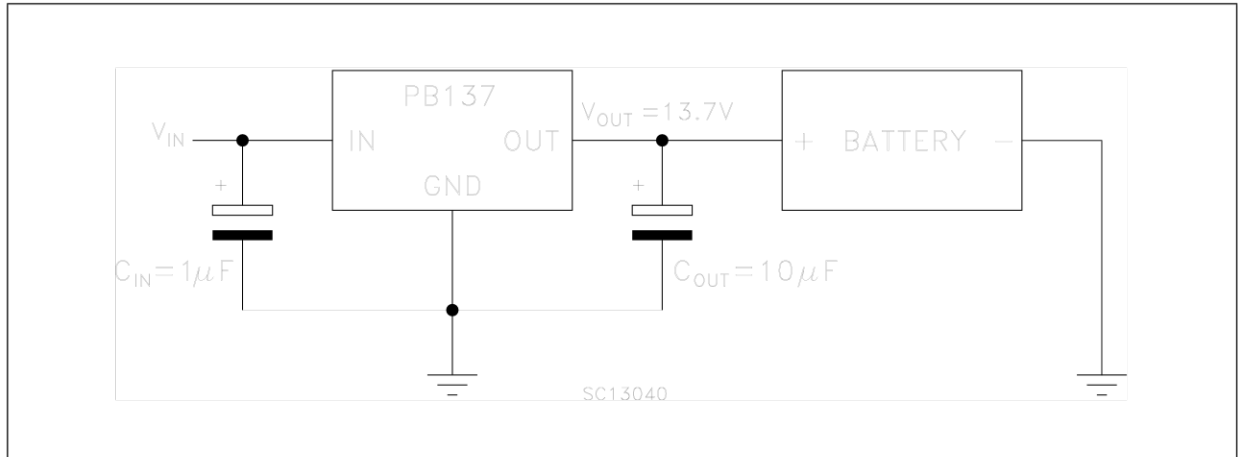 PB137
V_OUT =13.7V
V_IN
IN
OUT
+ BATTERY -
GND
+
+
C_IN=1μF
C_OUT=10μF
SC13040